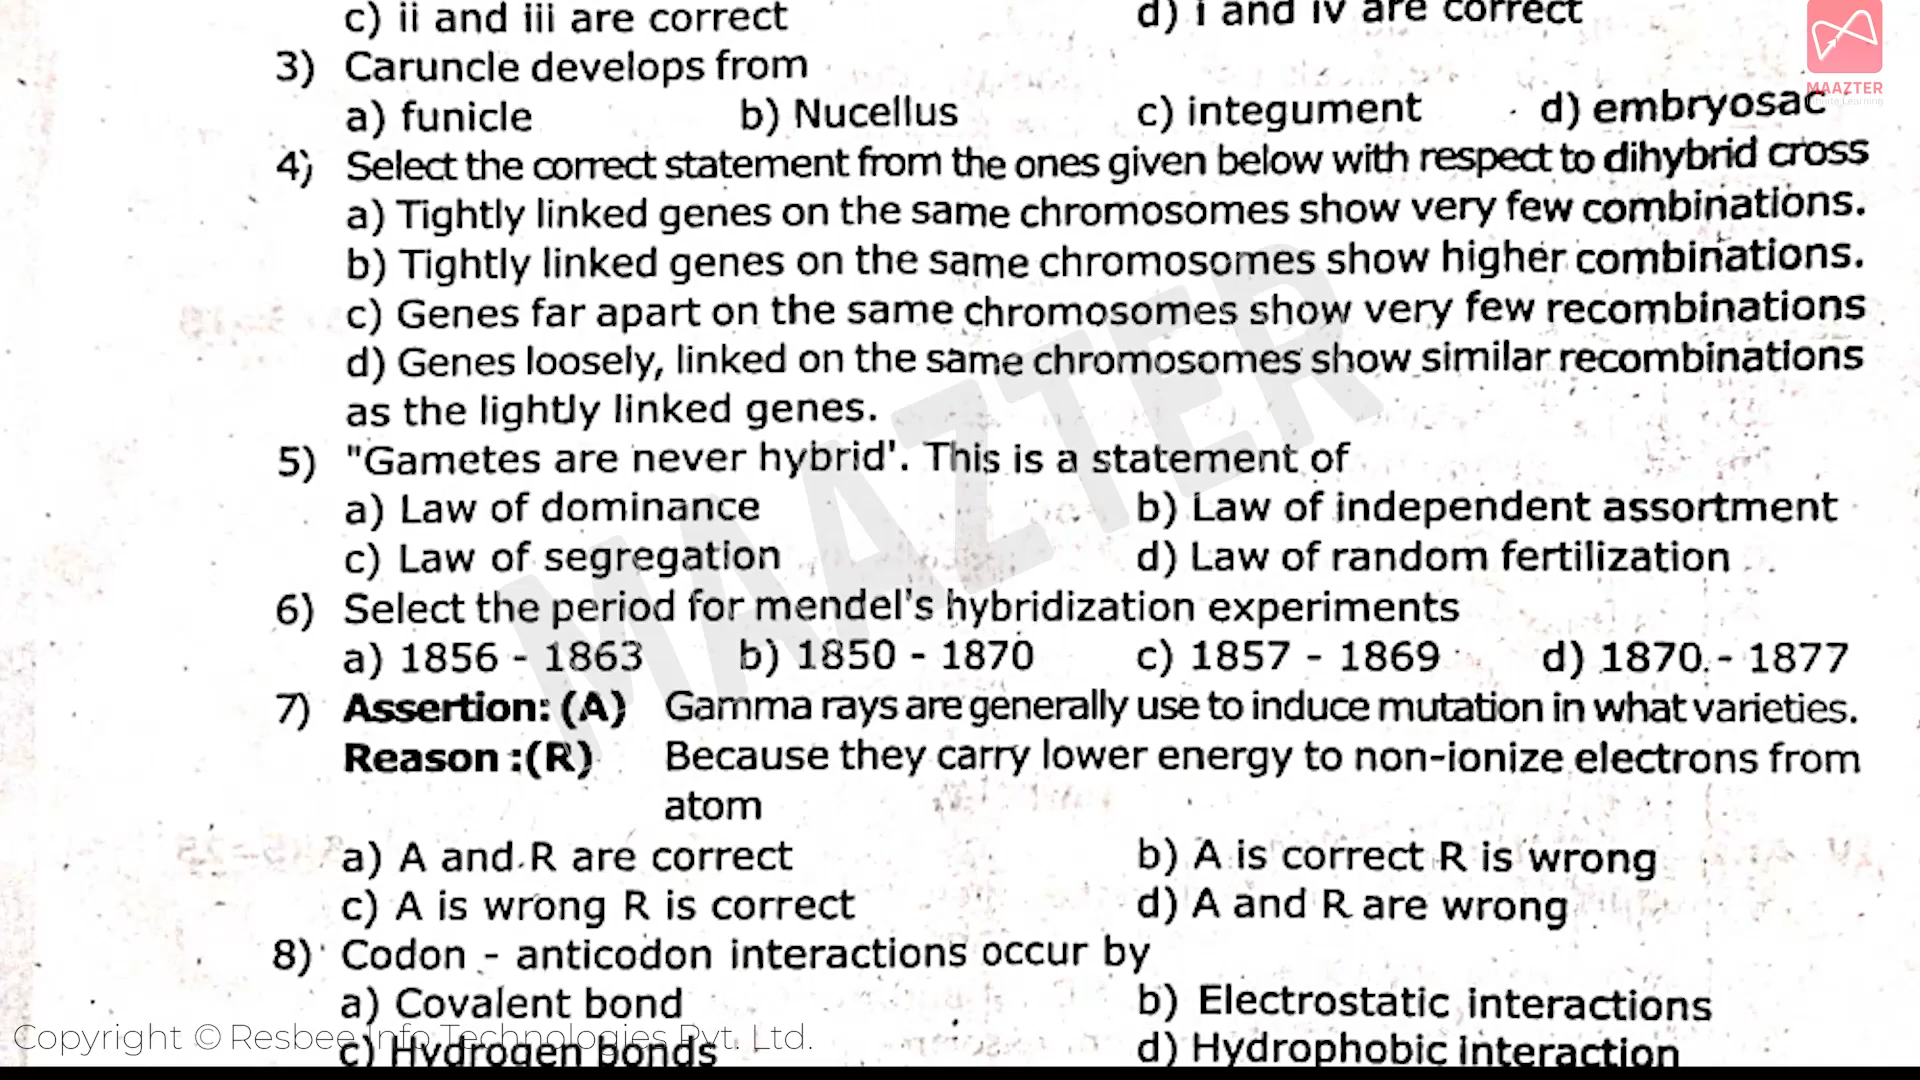 c) ii and iii are correct d) i and iv are correct
3) Caruncle develops from
a) funicle b) Nucellus c) integument d) embryosac
4) Select the correct statement from the ones given below with respect to dihybrid cross
a) Tightly linked genes on the same chromosomes show very few combinations.
b) Tightly linked genes on the same chromosomes show higher combinations.
c) Genes far apart on the same chromosomes show very few recombinations
d) Genes loosely, linked on the same chromosomes show similar recombinations
as the lightly linked genes.
5) "Gametes are never hybrid'. This is a statement of
a) Law of dominance b) Law of independent assortment
c) Law of segregation d) Law of random fertilization
6) Select the period for mendel's hybridization experiments
a) 1856 - 1863 b) 1850 - 1870 c) 1857 - 1869 d) 1870 - 1877
7) Assertion: (A) Gamma rays are generally use to induce mutation in what varieties.
Reason :(R) Because they carry lower energy to non-ionize electrons from
atom
a) A and R are correct b) A is correct R is wrong
c) A is wrong R is correct d) A and R are wrong
8) Codon - anticodon interactions occur by
a) Covalent bond b) Electrostatic interactions
c) Hydrogen bonds d) Hydrophobic interaction
MAAZTER
Infinite Learning
MAAZTER
Copyright © Resbee Info Technologies Pvt. Ltd.